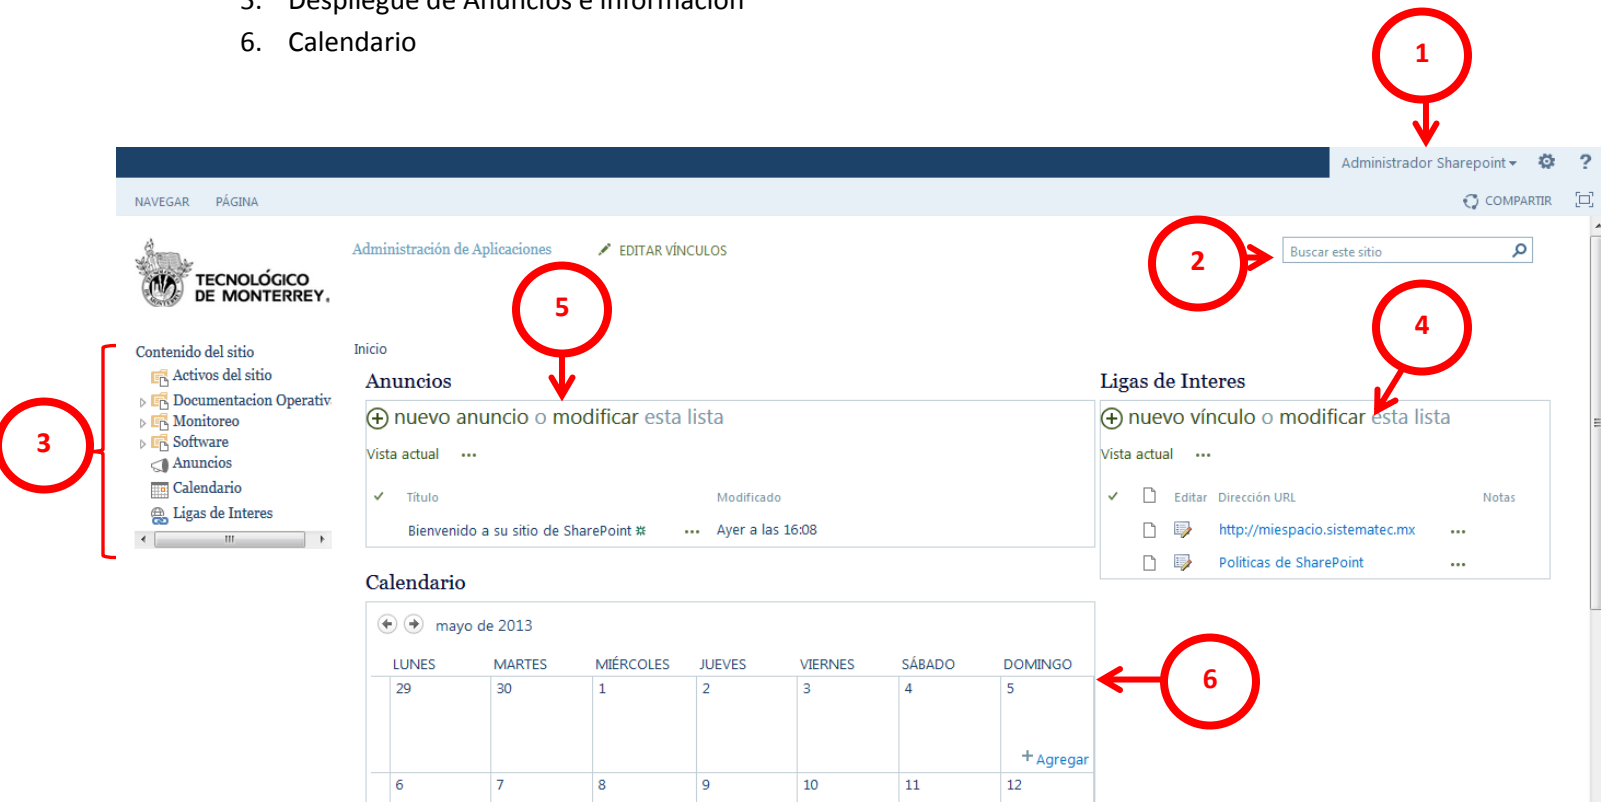 5. Despliegue de Anuncios e Información
6. Calendario
1
Administrador Sharepoint
?
NAVEGAR PÁGINA
COMPARTIR
Administración de Aplicaciones
EDITAR VÍNCULOS
2
Buscar este sitio
TECNOLÓGICO
DE MONTERREY.
5
4
Contenido del sitio
Activos del sitio
Documentacion Operativ
Monitoreo
Software
Anuncios
Calendario
Ligas de Interes
3
Inicio
Anuncios
nuevo anuncio o modificar esta lista
Vista actual ...
Título Modificado
Bienvenido a su sitio de SharePoint ... Ayer a las 16:08
Ligas de Interes
nuevo vínculo o modificar esta lista
Vista actual ...
Editar Dirección URL Notas
http://miespacio.sistematec.mx ...
Politicas de SharePoint ...
Calendario
mayo de 2013
LUNES MARTES MIÉRCOLES JUEVES VIERNES SÁBADO DOMINGO
29 30 1 2 3 4 5
+ Agregar
6 7 8 9 10 11 12
6